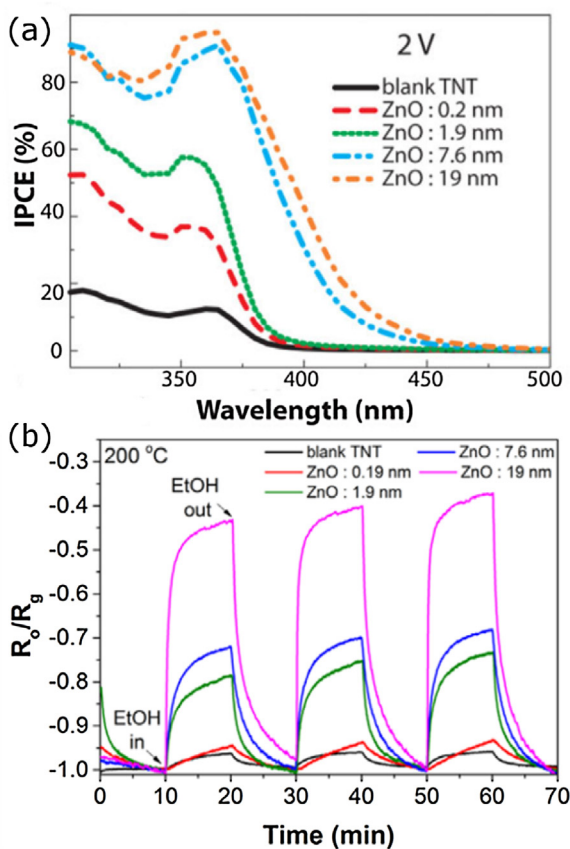 (a)
2 V
blank TNT
ZnO : 0.2 nm
ZnO : 1.9 nm
ZnO : 7.6 nm
ZnO : 19 nm
80
60
40
20
0
IPCE (%)
350 400 450 500
Wavelength (nm)
(b)
200 °C
blank TNT
ZnO : 0.19 nm
ZnO : 1.9 nm
ZnO : 7.6 nm
ZnO : 19 nm
EtOH
out
EtOH
in
-0.3
-0.4
-0.5
-0.6
-0.7
-0.8
-0.9
-1.0
Ro/Rg
0 10 20 30 40 50 60 70
Time (min)